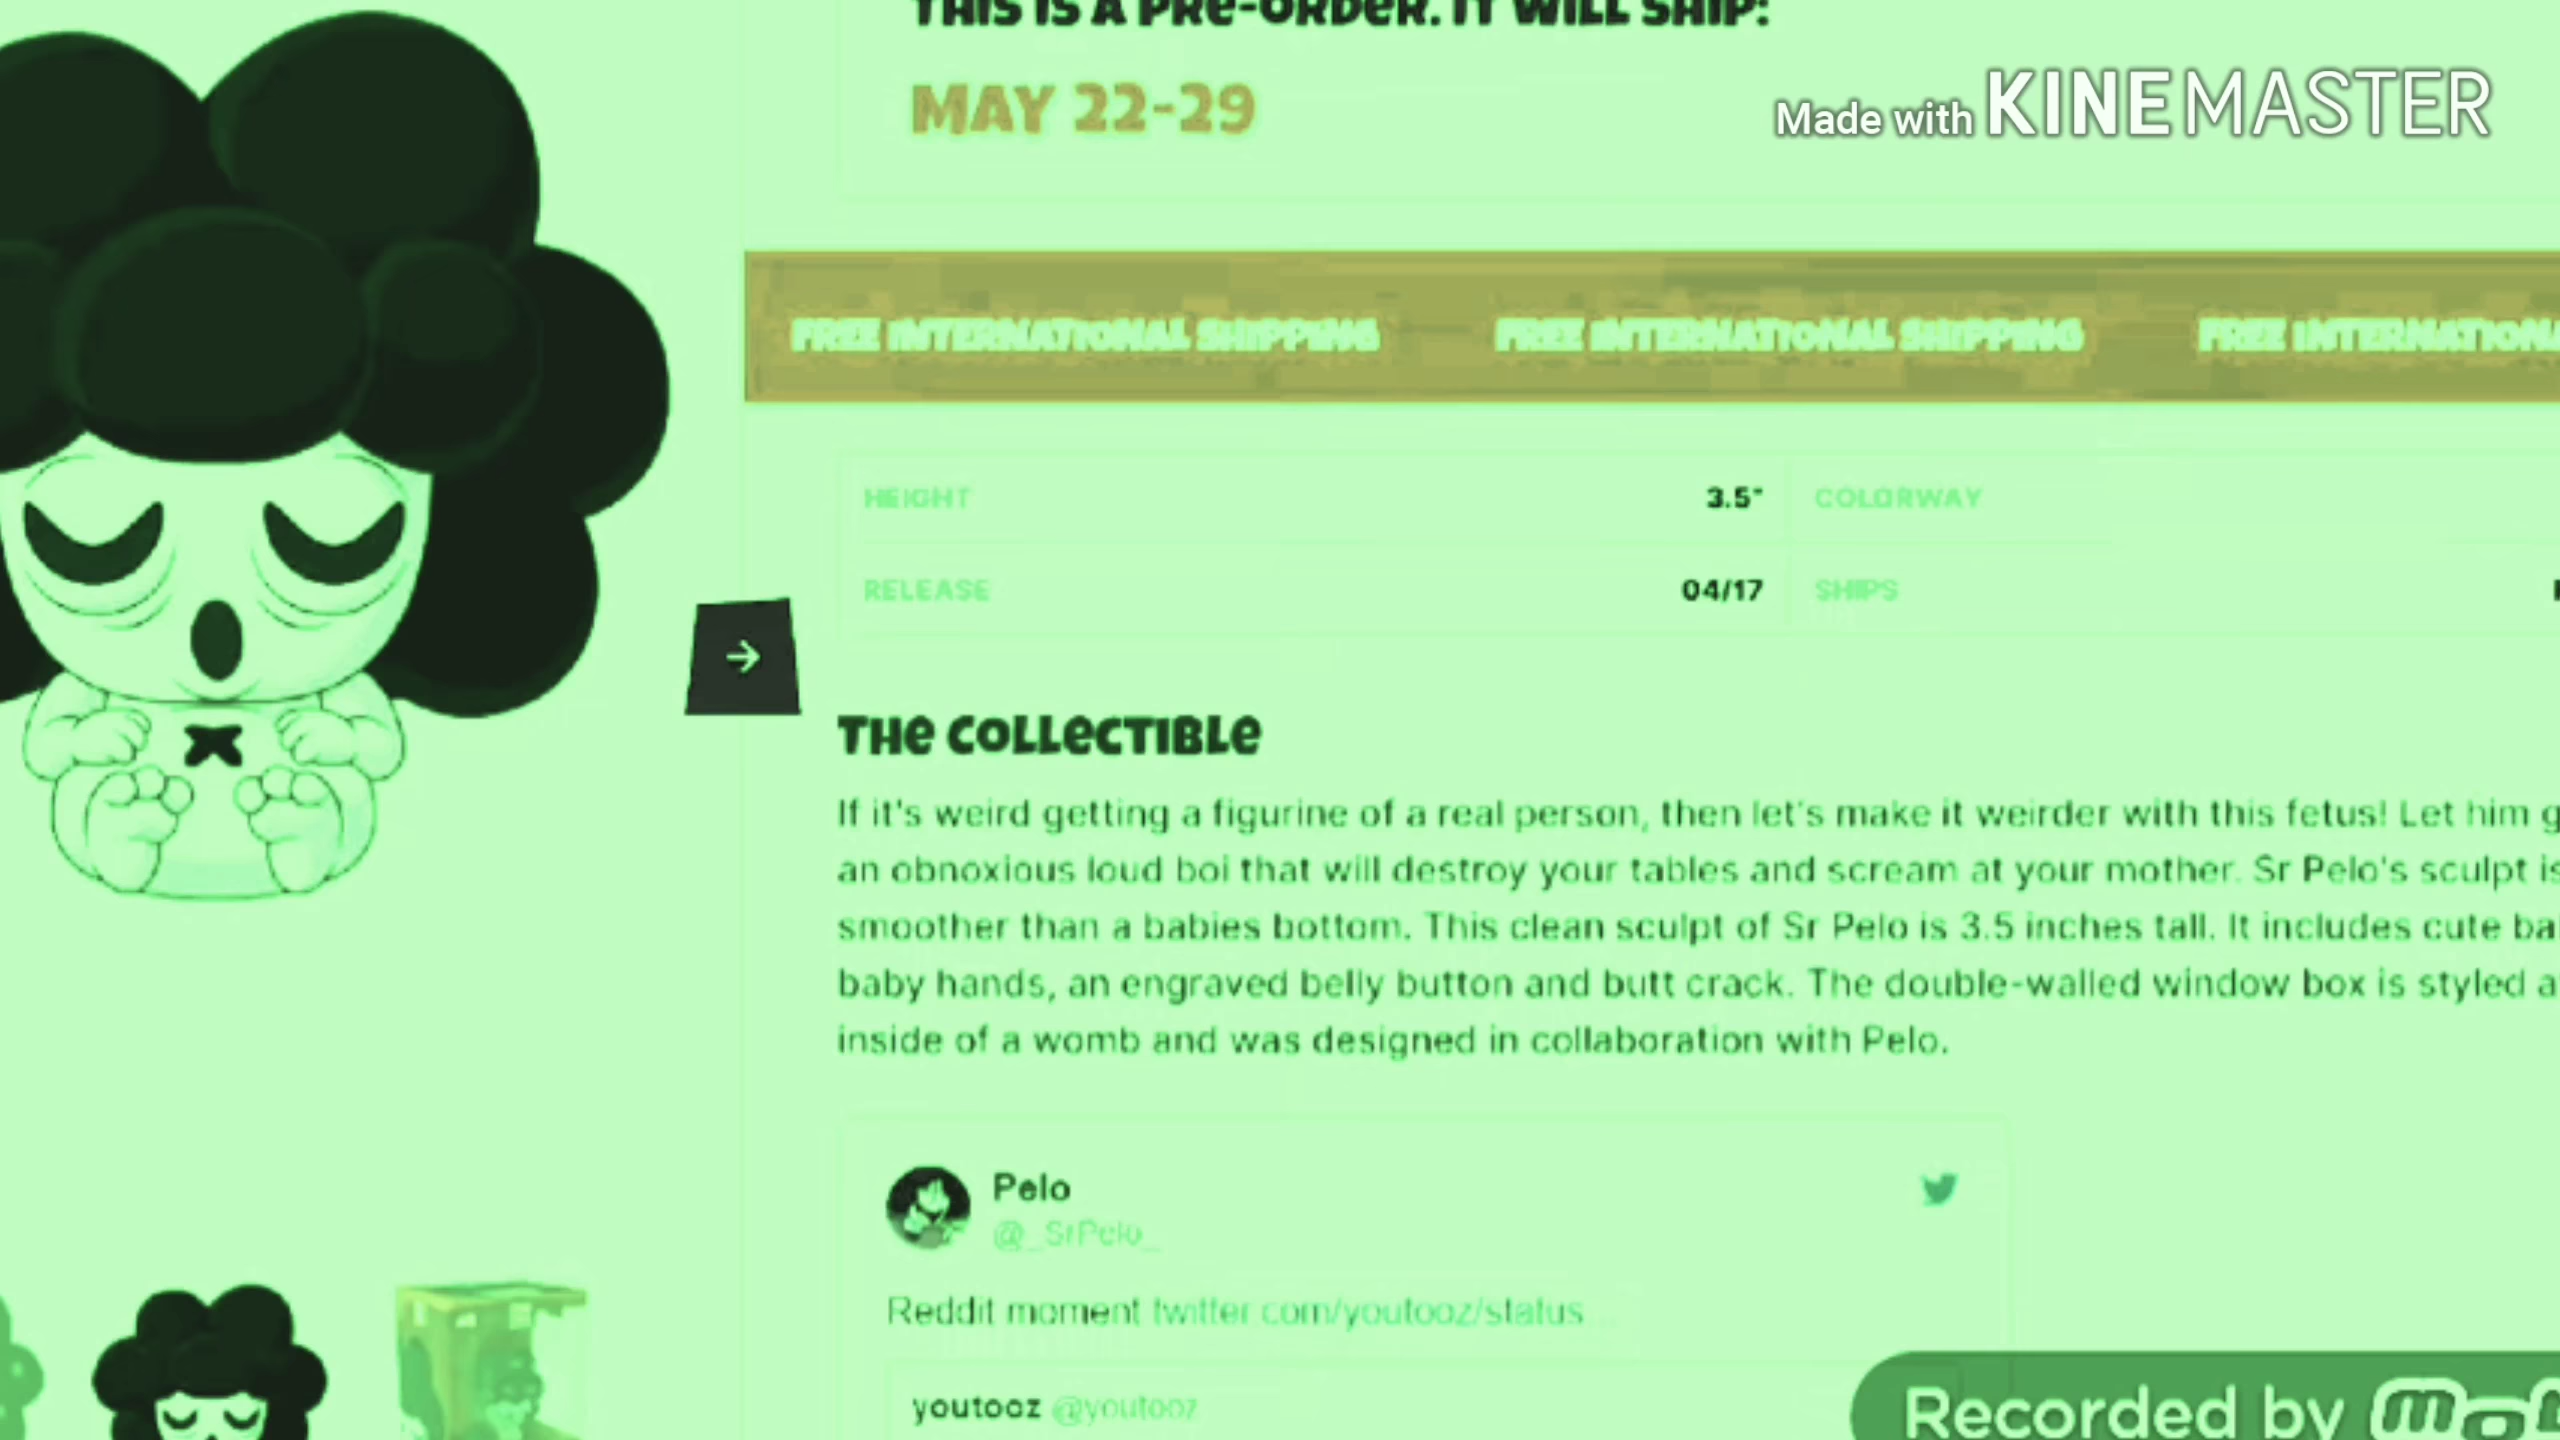 THIS IS A PRE-ORDER. IT WILL SHIP:
MAY 22-29
Made with KINEMASTER
FREE INTERNATIONAL SHIPPING FREE INTERNATIONAL SHIPPING FREE INTERNATIONA
HEIGHT 3.5" COLORWAY
RELEASE 04/17 SHIPS
THE COLLECTIBLE
If it's weird getting a figurine of a real person, then let's make it weirder with this fetus! Let him g
an obnoxious loud boi that will destroy your tables and scream at your mother. Sr Pelo's sculpt is
smoother than a babies bottom. This clean sculpt of Sr Pelo is 3.5 inches tall. It includes cute ba
baby hands, an engraved belly button and butt crack. The double-walled window box is styled a
inside of a womb and was designed in collaboration with Pelo.
Pelo
@_SrPelo_
Reddit moment twitter.com/youtooz/status...
youtooz @youtooz
Recorded by